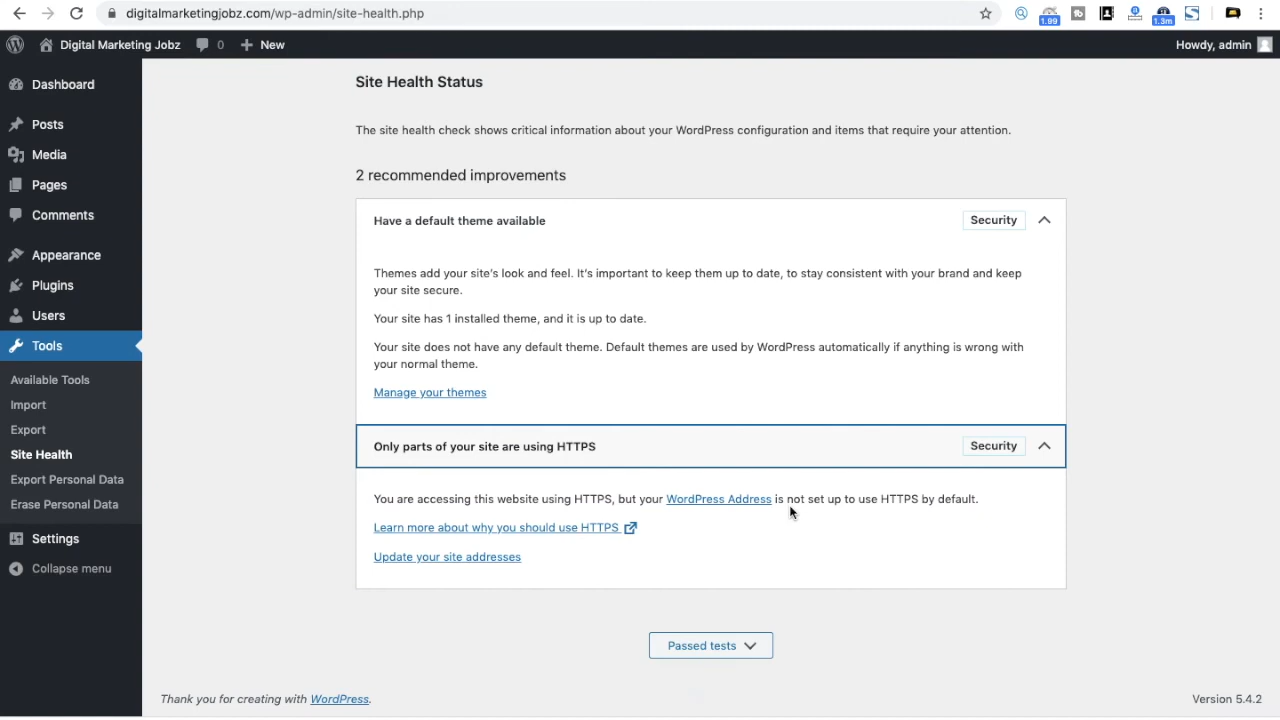 digitalmarketingjobz.com/wp-admin/site-health.php
1.99
1.3m
Digital Marketing Jobz 0 New Howdy, admin
Dashboard
Posts
Media
Pages
Comments
Appearance
Plugins
Users
Tools
Available Tools
Import
Export
Site Health
Export Personal Data
Erase Personal Data
Settings
Collapse menu
Site Health Status
The site health check shows critical information about your WordPress configuration and items that require your attention.
2 recommended improvements
Have a default theme available Security
Themes add your site's look and feel. It's important to keep them up to date, to stay consistent with your brand and keep
your site secure.
Your site has 1 installed theme, and it is up to date.
Your site does not have any default theme. Default themes are used by WordPress automatically if anything is wrong with
your normal theme.
Manage your themes
Only parts of your site are using HTTPS Security
You are accessing this website using HTTPS, but your WordPress Address is not set up to use HTTPS by default.
Learn more about why you should use HTTPS
Update your site addresses
Passed tests
Thank you for creating with WordPress. Version 5.4.2